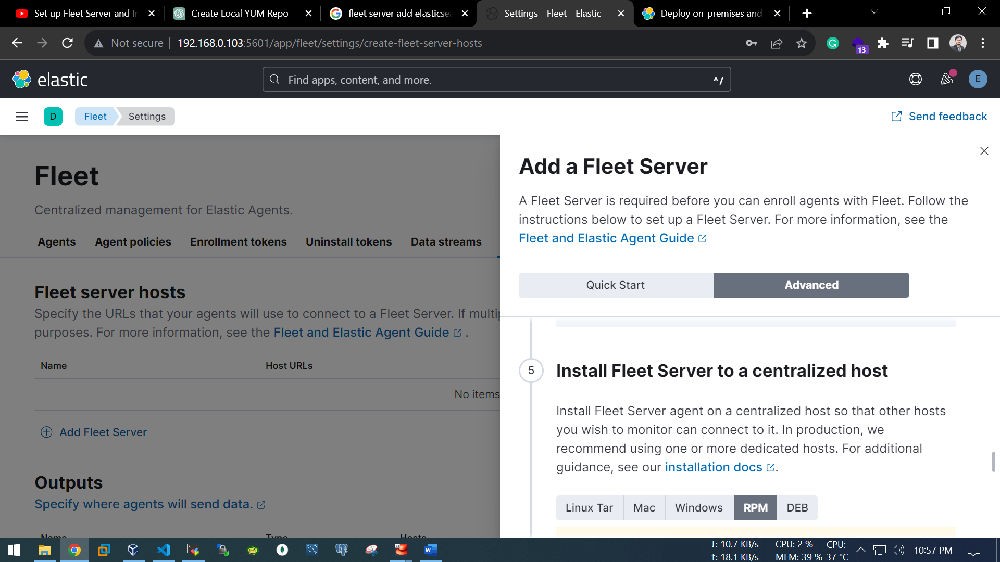 Set up Fleet Server and In
Create Local YUM Repo
fleet server add elasticsea
Settings - Fleet - Elastic
Deploy on-premises and
Not secure
192.168.0.103:5601/app/fleet/settings/create-fleet-server-hosts
13
elastic
Find apps, content, and more.
^/
E
D
Fleet
Settings
Send feedback
Fleet
Centralized management for Elastic Agents.
Agents
Agent policies
Enrollment tokens
Uninstall tokens
Data streams
Fleet server hosts
Specify the URLs that your agents will use to connect to a Fleet Server. If multip
purposes. For more information, see the Fleet and Elastic Agent Guide .
Name
Host URLs
No items
Add Fleet Server
Outputs
Specify where agents will send data.
Name
Type
Hosts
Add a Fleet Server
A Fleet Server is required before you can enroll agents with Fleet. Follow the
instructions below to set up a Fleet Server. For more information, see the
Fleet and Elastic Agent Guide
Quick Start
Advanced
5
Install Fleet Server to a centralized host
Install Fleet Server agent on a centralized host so that other hosts
you wish to monitor can connect to it. In production, we
recommend using one or more dedicated hosts. For additional
guidance, see our installation docs .
Linux Tar
Mac
Windows
RPM
DEB
↓: 10.7 KB/s
↑: 18.1 KB/s
CPU: 2 %
MEM: 39 %
CPU:
37 °C
10:57 PM